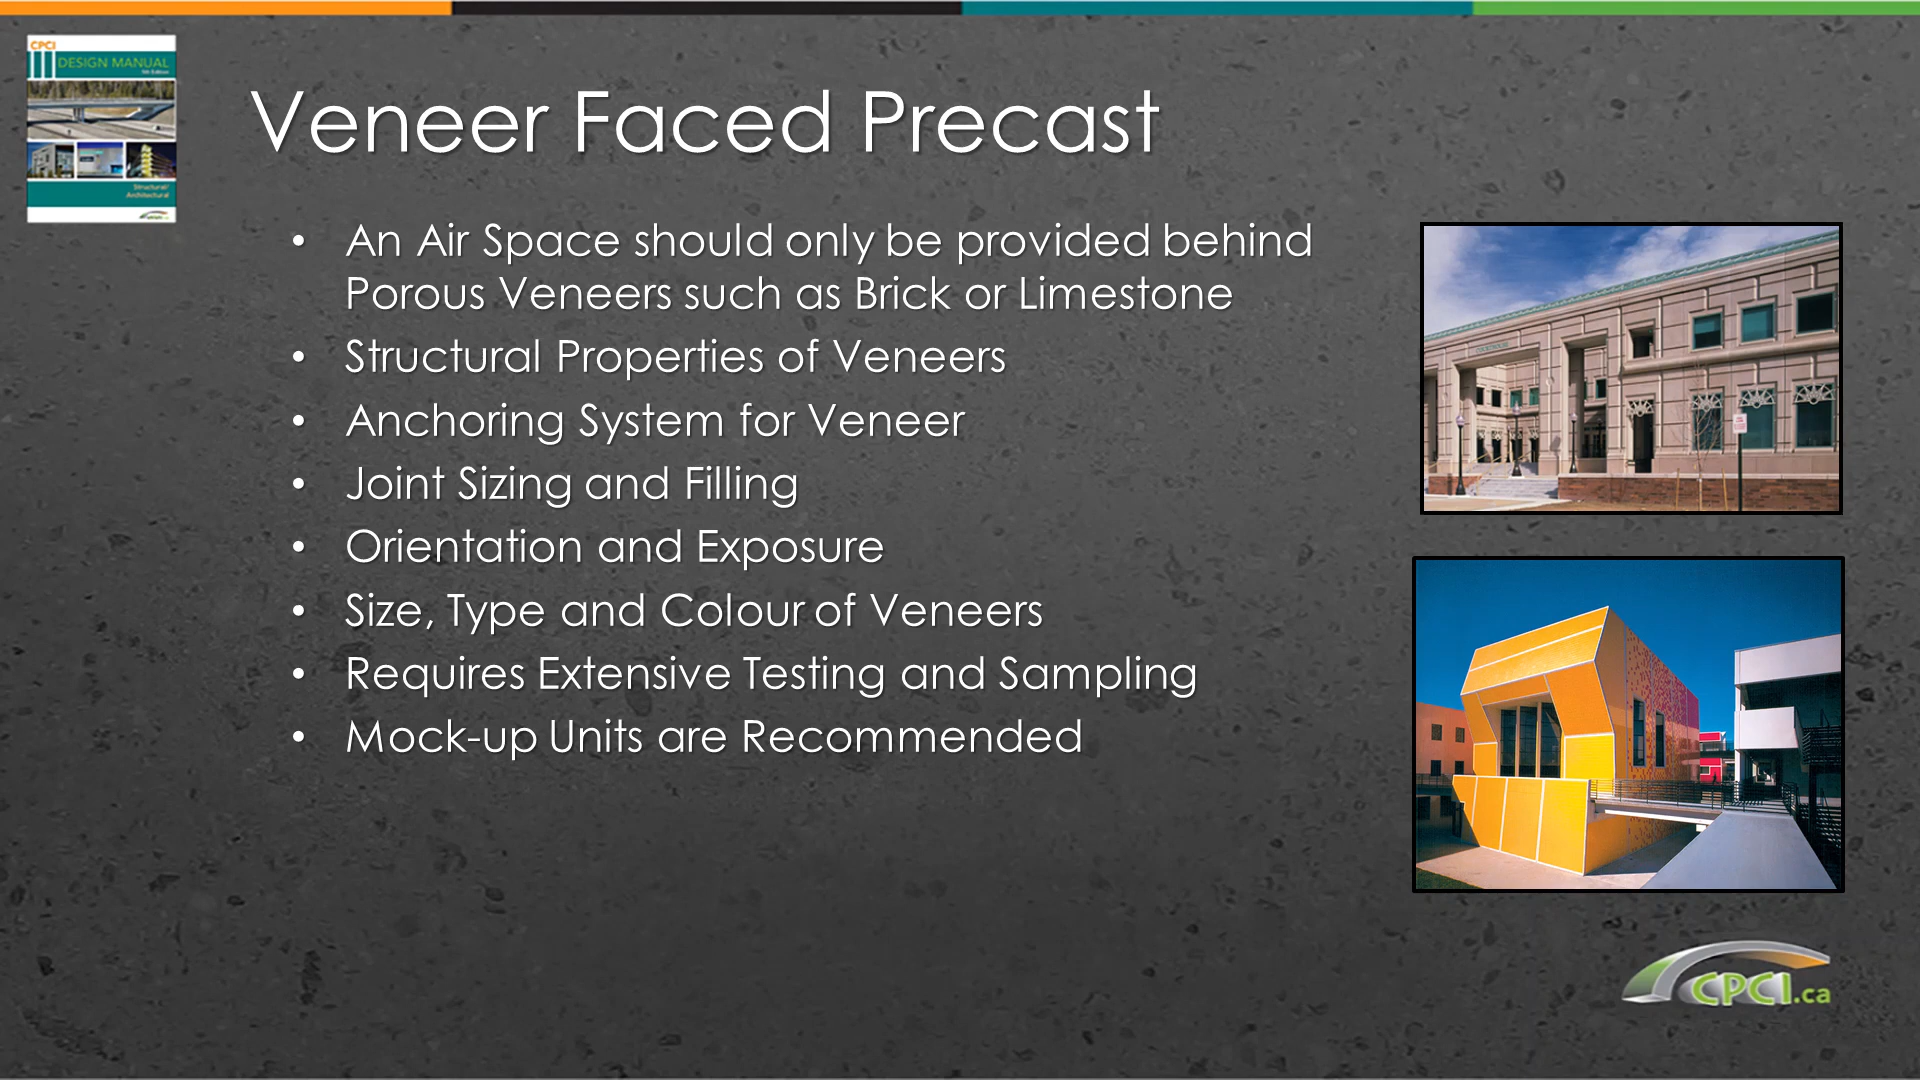 CPCI
DESIGN MANUAL
5th Edition
Structural/
Architectural
Veneer Faced Precast
• An Air Space should only be provided behind
Porous Veneers such as Brick or Limestone
• Structural Properties of Veneers
• Anchoring System for Veneer
• Joint Sizing and Filling
• Orientation and Exposure
• Size, Type and Colour of Veneers
• Requires Extensive Testing and Sampling
• Mock-up Units are Recommended
CPCI.ca